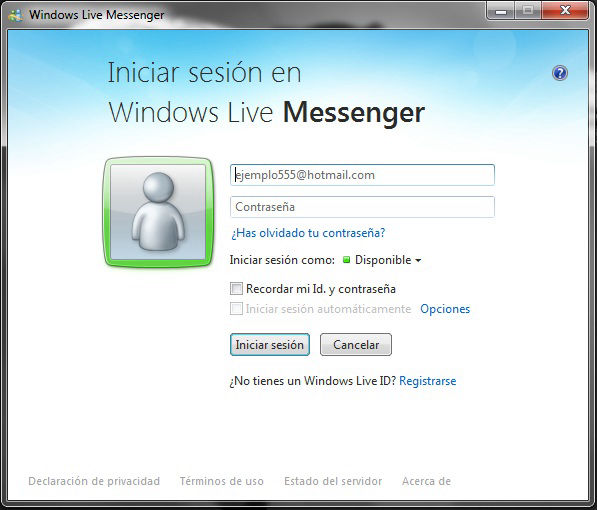 Windows Live Messenger
Iniciar sesión en
Windows Live Messenger
ejemplo555@hotmail.com
Contraseña
¿Has olvidado tu contraseña?
Iniciar sesión como: Disponible
Recordar mi Id. y contraseña
Iniciar sesión automáticamente Opciones
Iniciar sesión Cancelar
¿No tienes un Windows Live ID? Registrarse
Declaración de privacidad Términos de uso Estado del servidor Acerca de